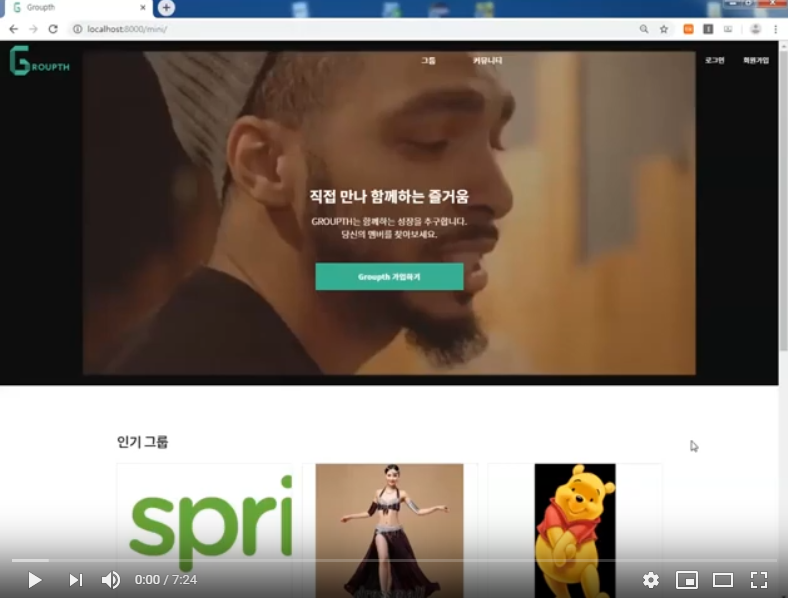 Groupth
localhost:8000/mini/
GROUPTH
그룹
커뮤니티
로그인
회원가입
직접 만나 함께하는 즐거움
GROUPTH는 함께하는 성장을 추구합니다.
당신의 멤버를 찾아보세요.
Groupth 가입하기
인기 그룹
spri
0:00 / 7:24